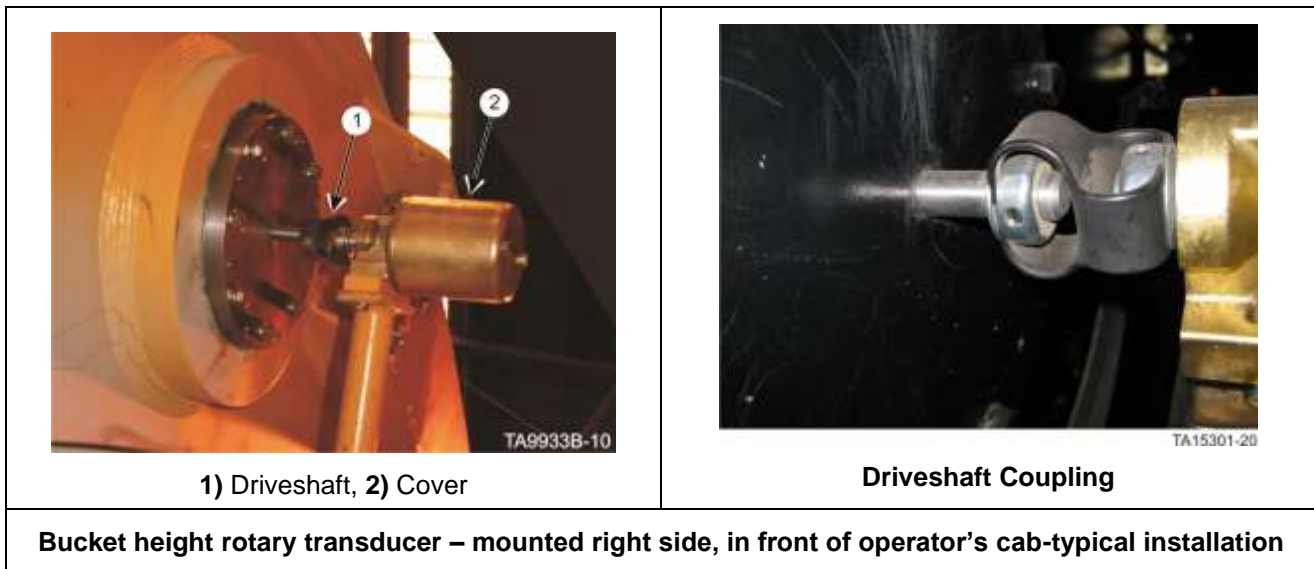 1
2
TA9933B-10
1) Driveshaft, 2) Cover
TA15301-20
Driveshaft Coupling
Bucket height rotary transducer – mounted right side, in front of operator’s cab-typical installation